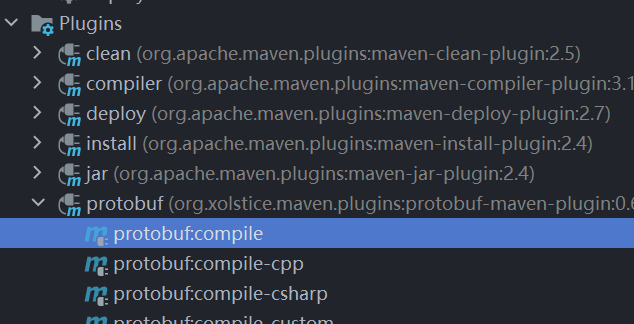 Plugins
clean (org.apache.maven.plugins:maven-clean-plugin:2.5)
compiler (org.apache.maven.plugins:maven-compiler-plugin:3.1
deploy (org.apache.maven.plugins:maven-deploy-plugin:2.7)
install (org.apache.maven.plugins:maven-install-plugin:2.4)
jar (org.apache.maven.plugins:maven-jar-plugin:2.4)
protobuf (org.xolstice.maven.plugins:protobuf-maven-plugin:0.6
protobuf:compile
protobuf:compile-cpp
protobuf:compile-csharp
protobuf:compile-custom